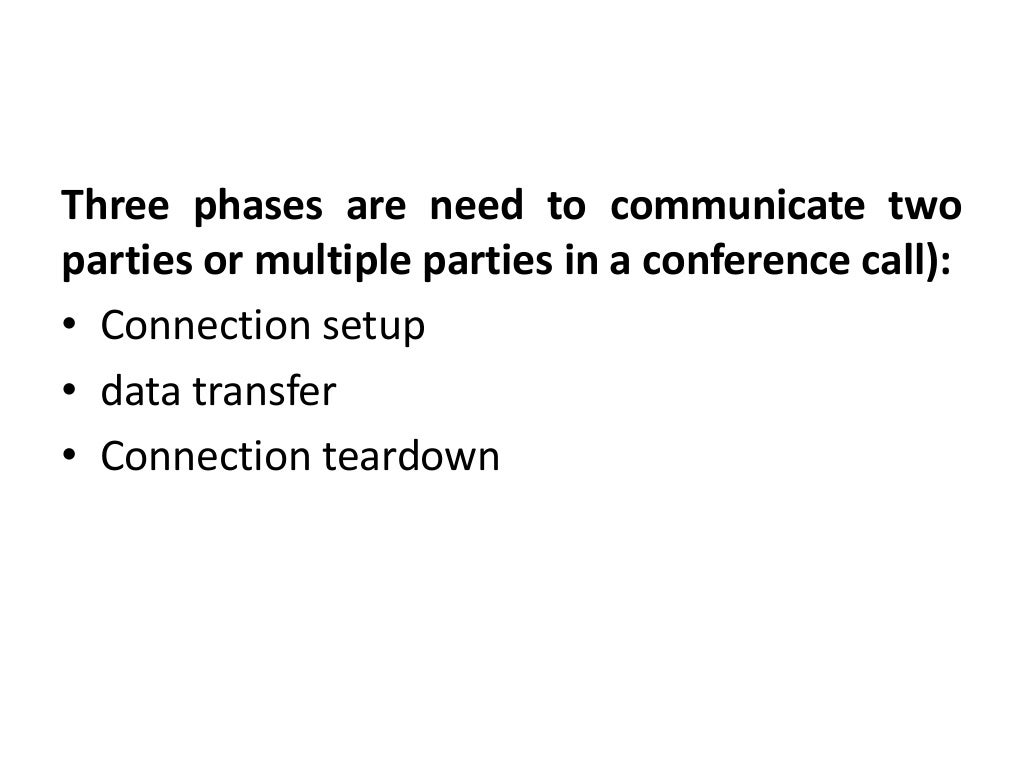 Three phases are need to communicate two
parties or multiple parties in a conference call):
• Connection setup
• data transfer
• Connection teardown